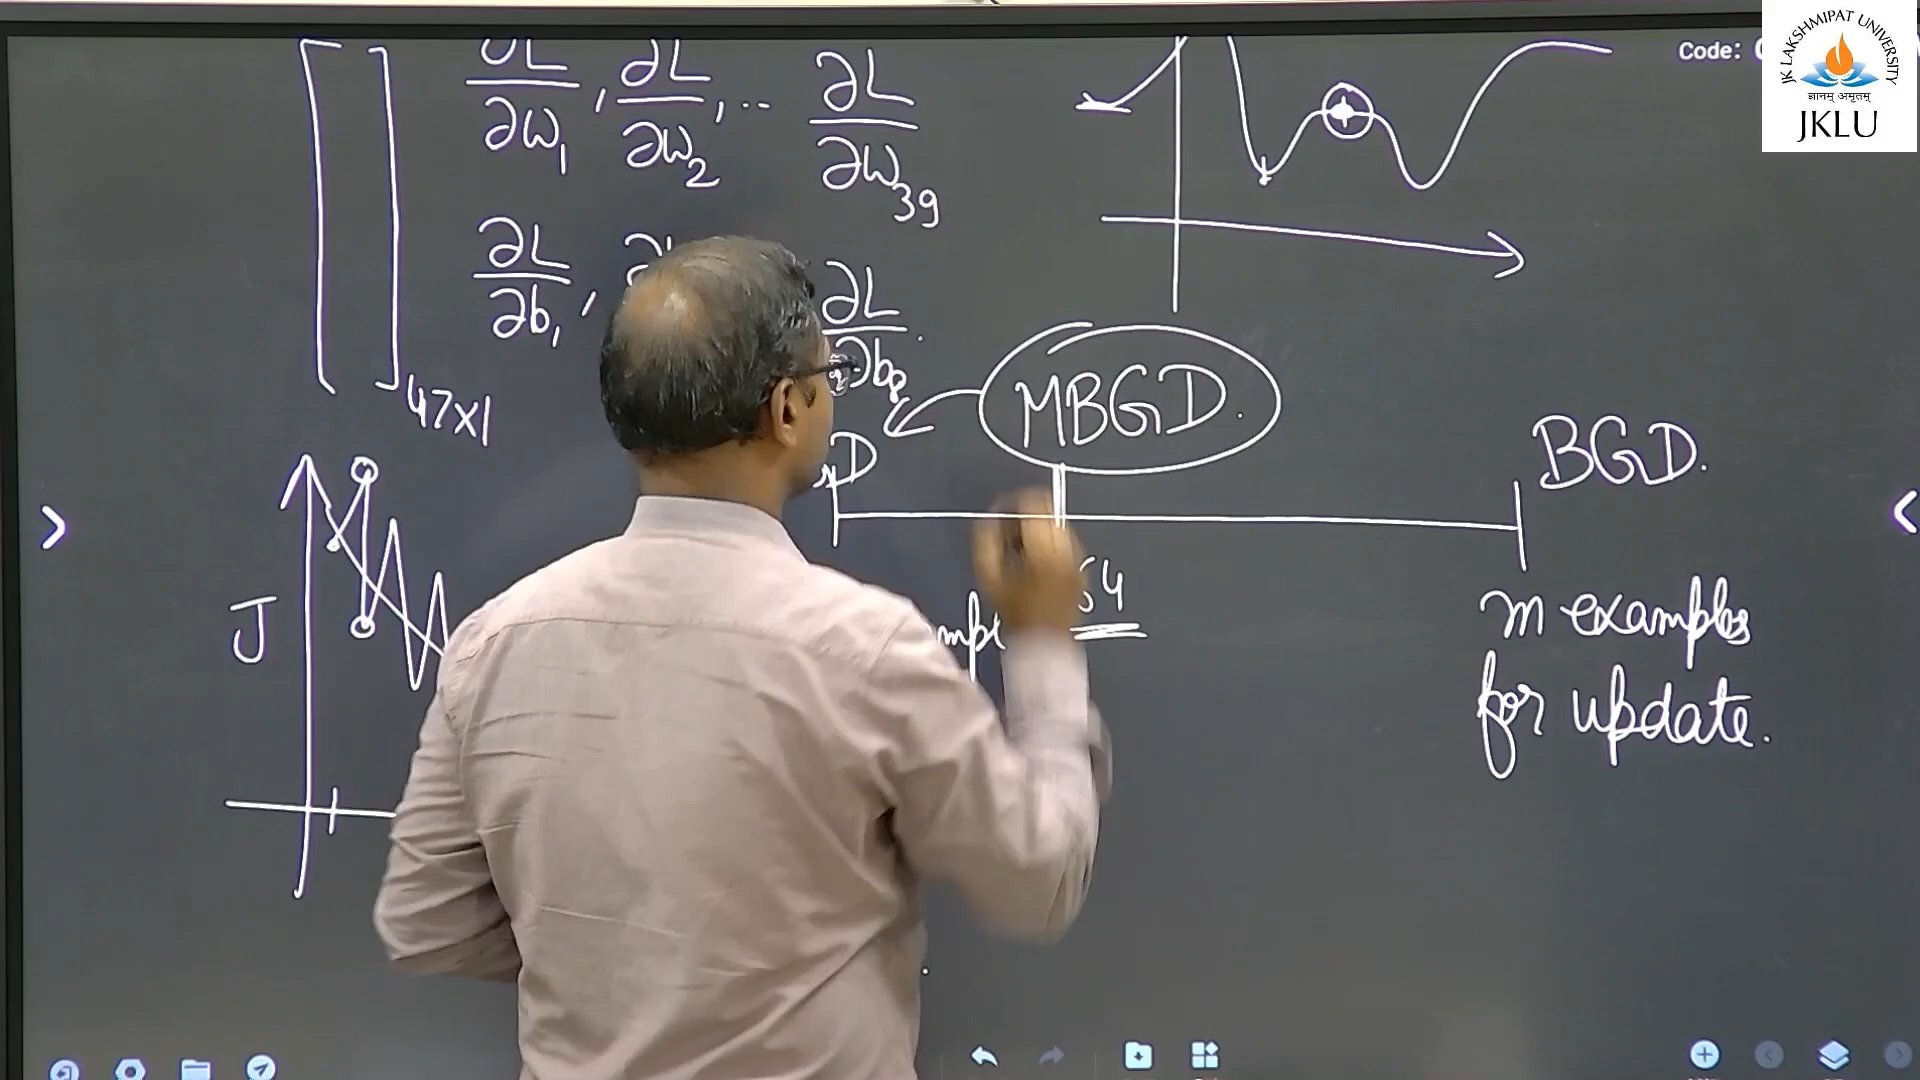 ∂L/∂w₁ , ∂L/∂w₂ , .. ∂L/∂w₃₉
∂L/∂b₁ , ∂L/∂b₈
47x1
MBGD.
BGD.
D
64
J
m examples
for update.
Code:
JK LAKSHMIPAT UNIVERSITY
ज्ञानम् अमृतम्
JKLU